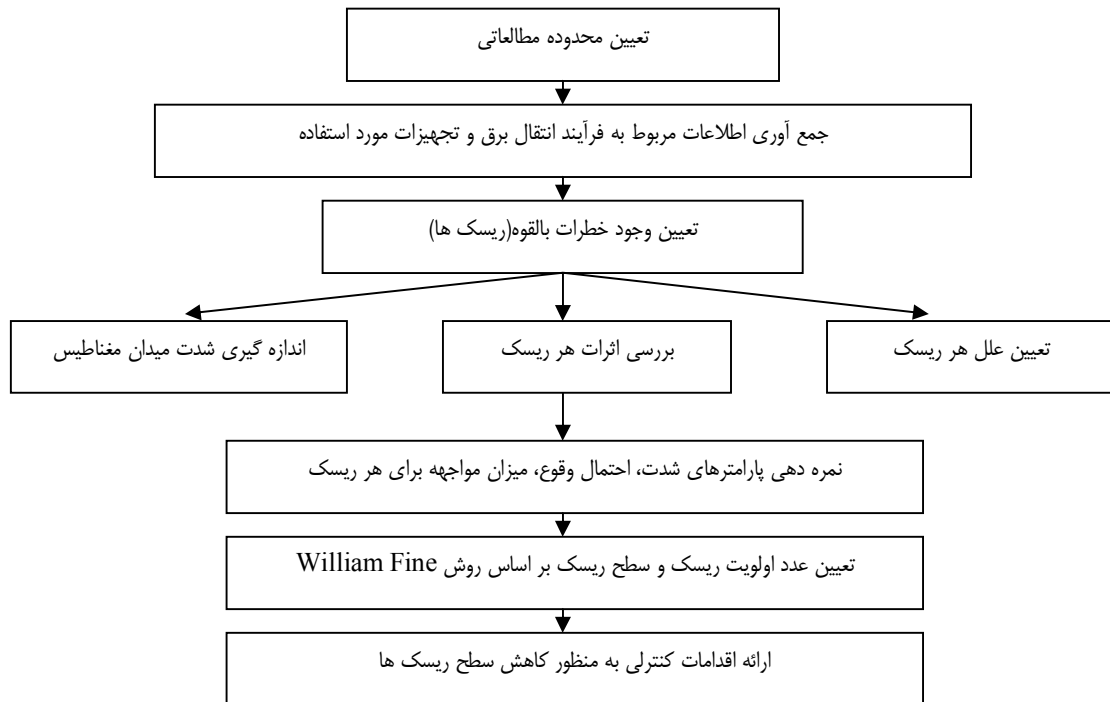 تعیین محدوده مطالعاتی
جمع آوری اطلاعات مربوط به فرآیند انتقال برق و تجهیزات مورد استفاده
تعیین وجود خطرات بالقوه(ریسک ها)
تعیین علل هر ریسک
بررسی اثرات هر ریسک
اندازه گیری شدت میدان مغناطیس
نمره دهی پارامترهای شدت، احتمال وقوع، میزان مواجهه برای هر ریسک
تعیین عدد اولویت ریسک و سطح ریسک بر اساس روش William Fine
ارائه اقدامات کنترلی به منظور کاهش سطح ریسک ها